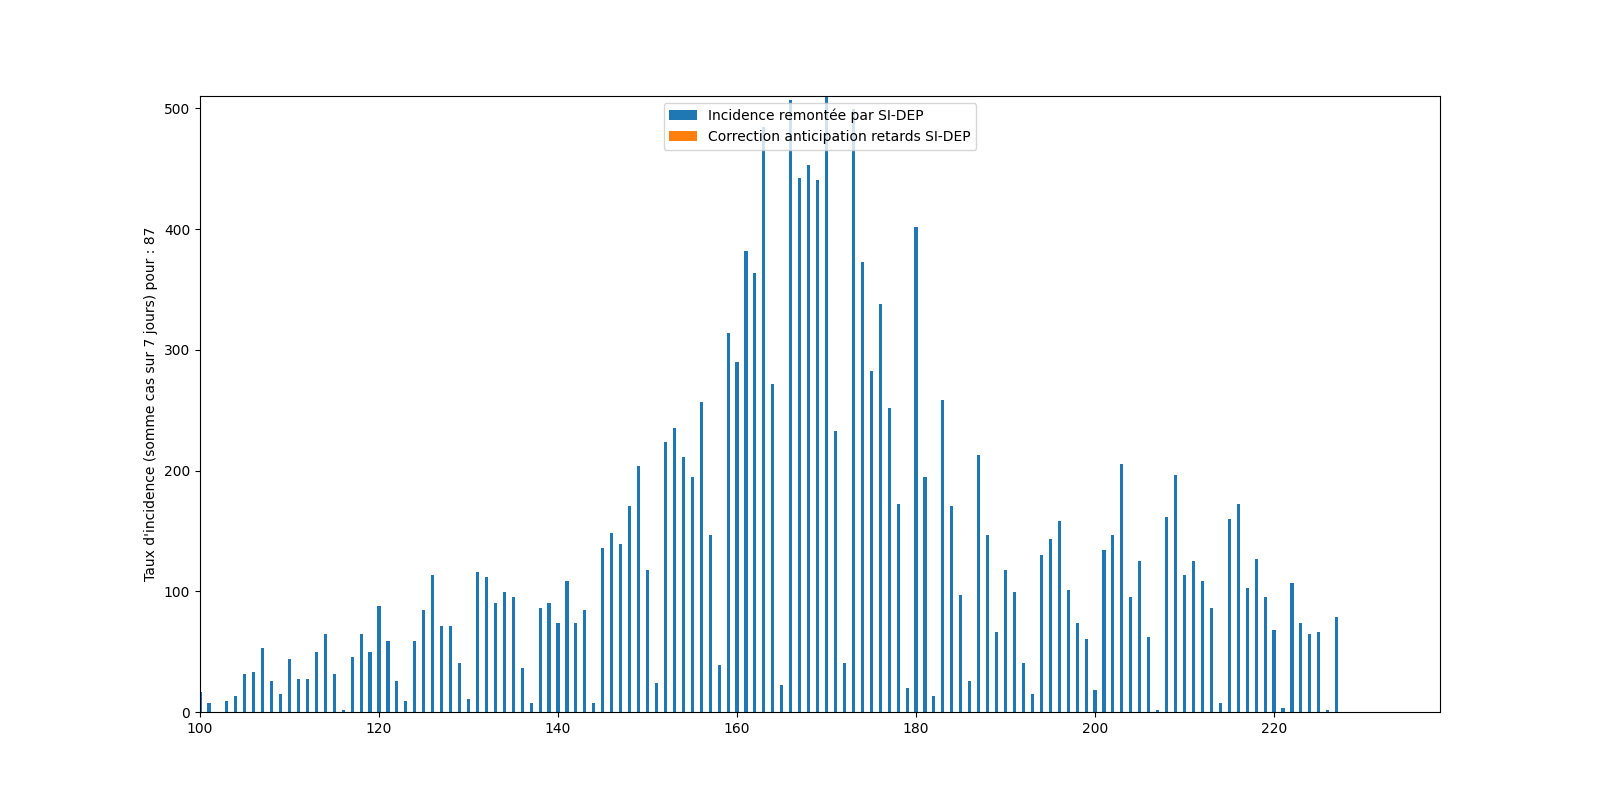 Incidence remontée par SI-DEP
Correction anticipation retards SI-DEP
Taux d'incidence (somme cas sur 7 jours) pour : 87
500
400
300
200
100
0
100 120 140 160 180 200 220